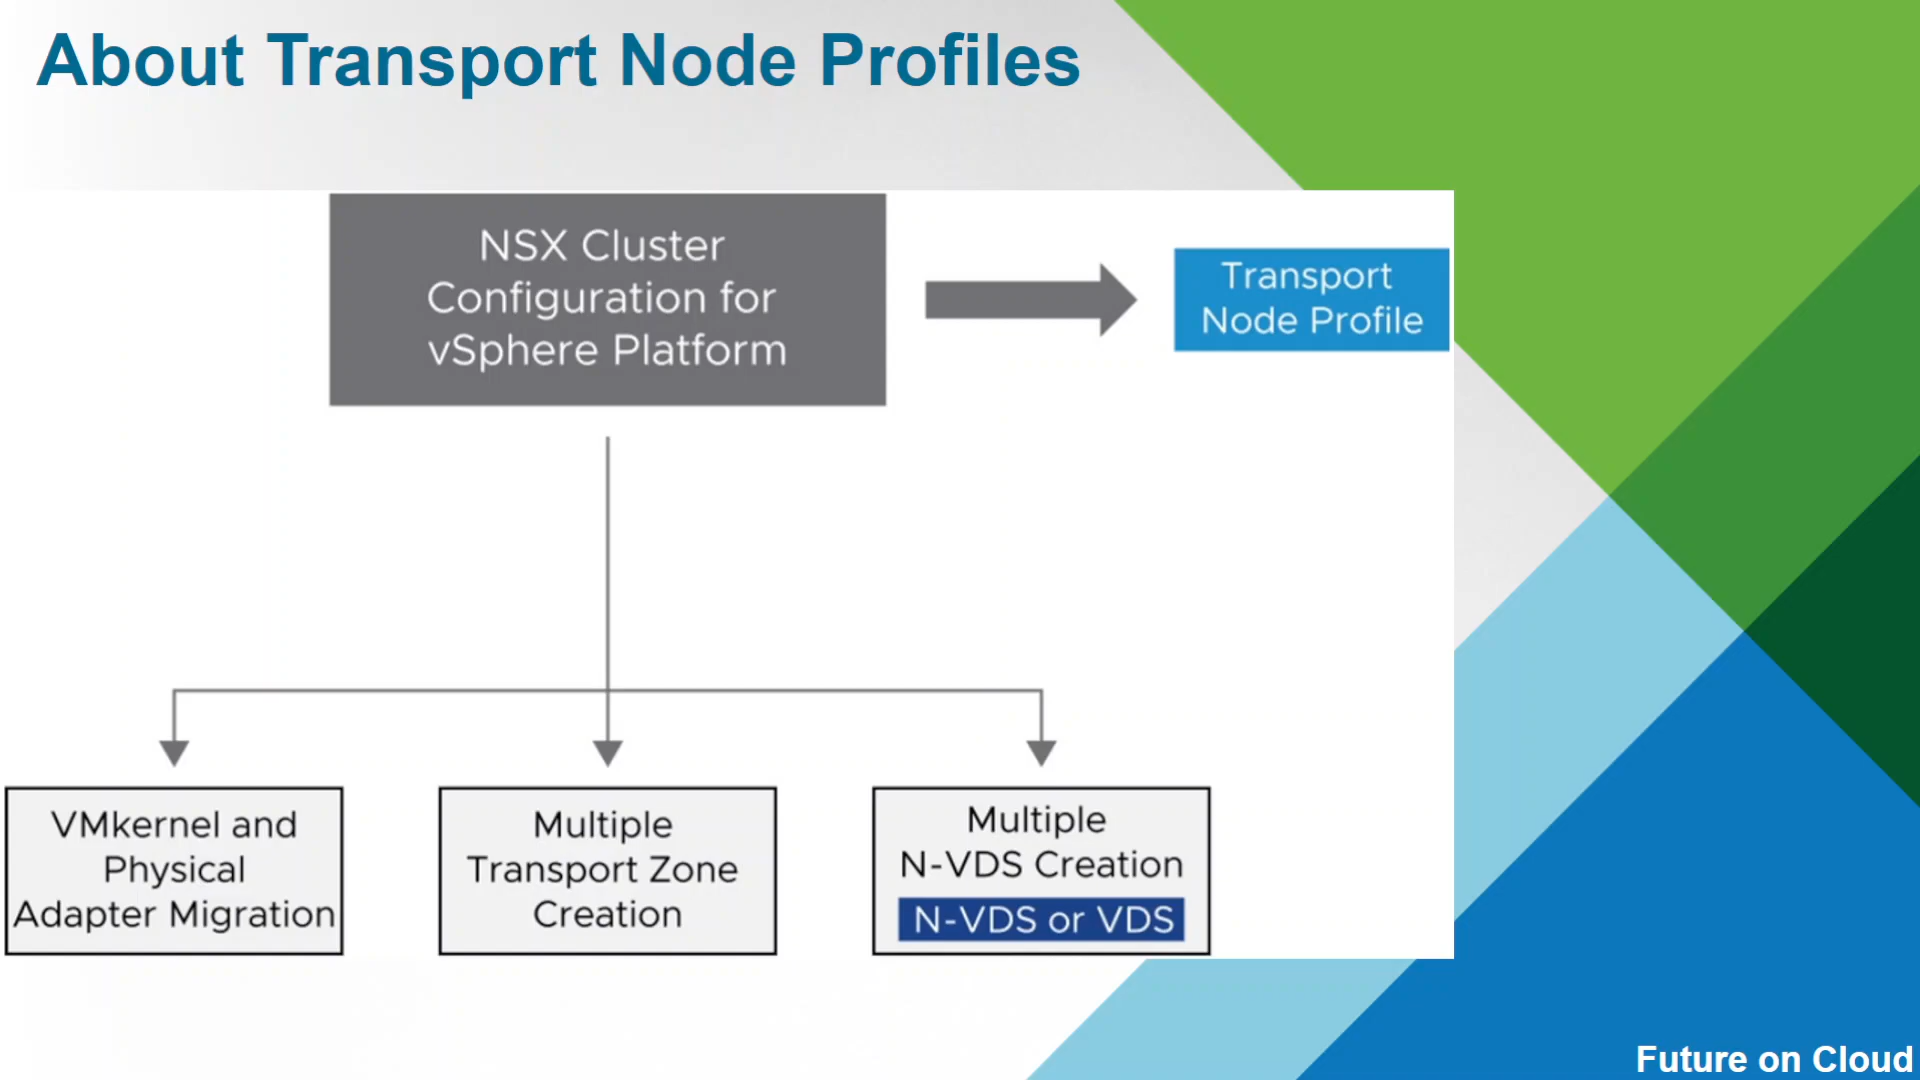 About Transport Node Profiles
NSX Cluster
Configuration for
vSphere Platform
Transport
Node Profile
VMkernel and
Physical
Adapter Migration
Multiple
Transport Zone
Creation
Multiple
N-VDS Creation
N-VDS or VDS
Future on Cloud